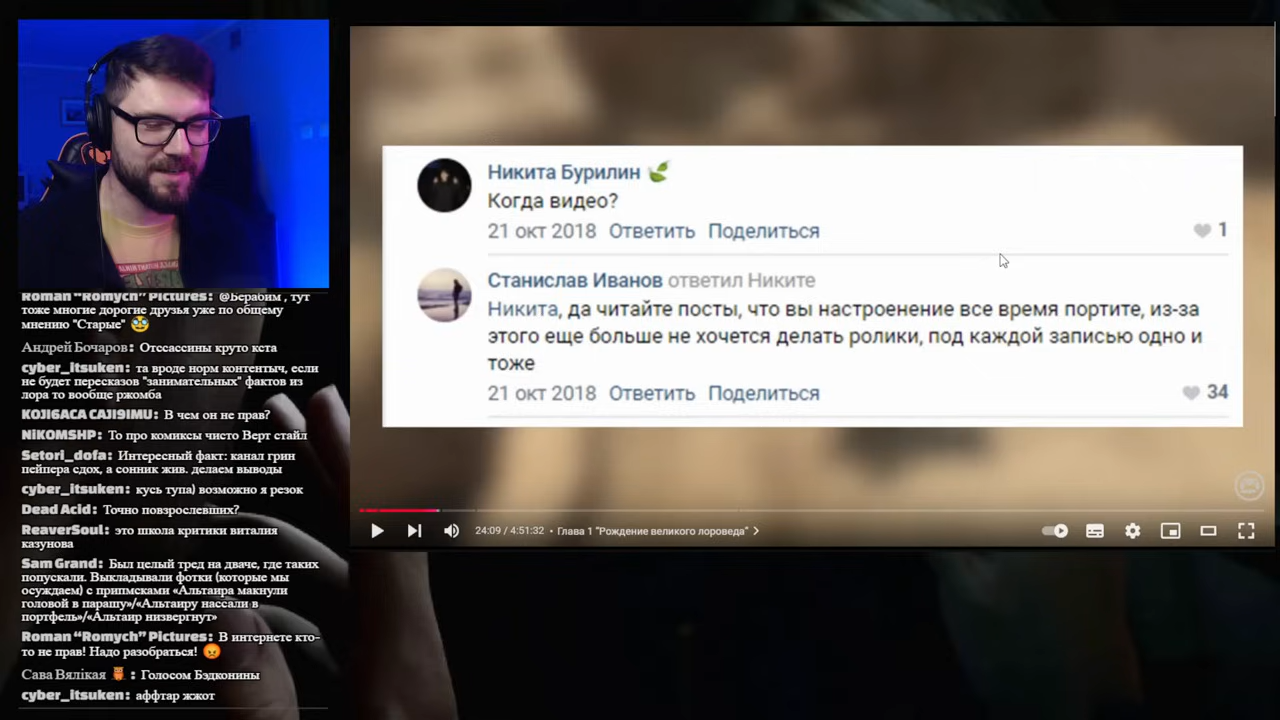 Roman “Romych” Pictures: @Берабим , тут
тоже многие дорогие друзья уже по общему
мнению "Старые"
Андрей Бочаров: Отссассины круто кста
cyber_itsuken: та вроде норм контентыч, если
не будет пересказов "занимательных" фактов из
лора то вообще ржомба
KOJI6ACA CAJI9IMU: В чем он не прав?
NiKOMSHP: То про комиксы чисто Верт стайл
Setori_dofa: Интересный факт: канал грин
пейпера сдох, а сонник жив. делаем выводы
cyber_itsuken: кусь тупа) возможно я резок
Dead Acid: Точно повзрослевших?
ReaverSoul: это школа критики виталия
казунова
Sam Grand: Был целый тред на дваче, где таких
попускали. Выкладывали фотки (которые мы
осуждаем) с припмсками «Альтаира макнули
головой в парашу»/«Альтаиру нассали в
портфель»/«Альтаир низвергнут»
Roman “Romych” Pictures: В интернете кто-
то не прав! Надо разобраться!
Сава Вялікая : Голосом Бэдконины
cyber_itsuken: аффтар жжот
Никита Бурилин
Когда видео?
21 окт 2018 Ответить Поделиться 1
Станислав Иванов ответил Никите
Никита, да читайте посты, что вы настроенение все время портите, из-за
этого еще больше не хочется делать ролики, под каждой записью одно и
тоже
21 окт 2018 Ответить Поделиться 34
24:09 / 4:51:32 • Глава 1 "Рождение великого лороведа"